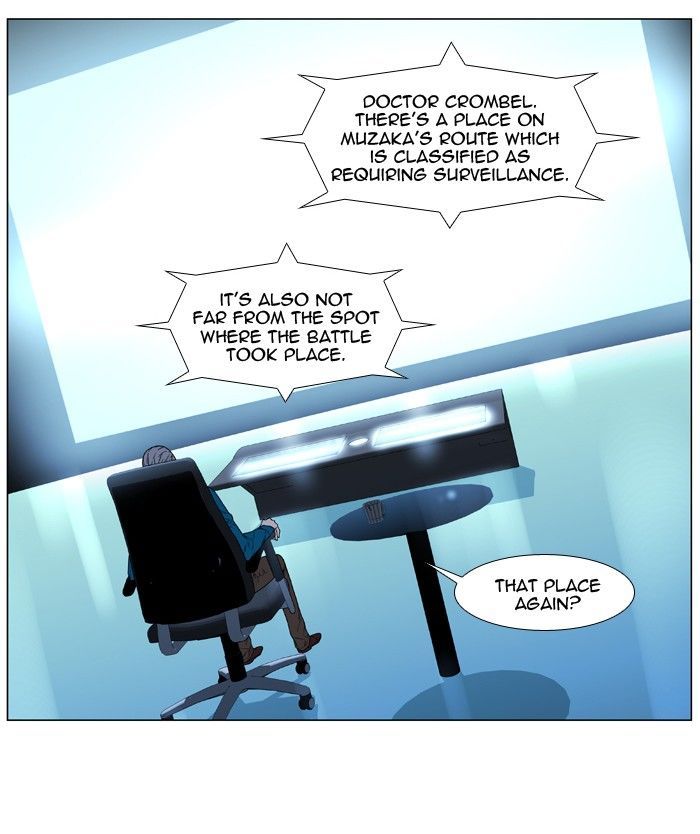 DOCTOR CROMBEL.
THERE'S A PLACE ON
MUZAKA'S ROUTE WHICH
IS CLASSIFIED AS
REQUIRING SURVEILLANCE.
IT'S ALSO NOT
FAR FROM THE SPOT
WHERE THE BATTLE
TOOK PLACE.
THAT PLACE
AGAIN?